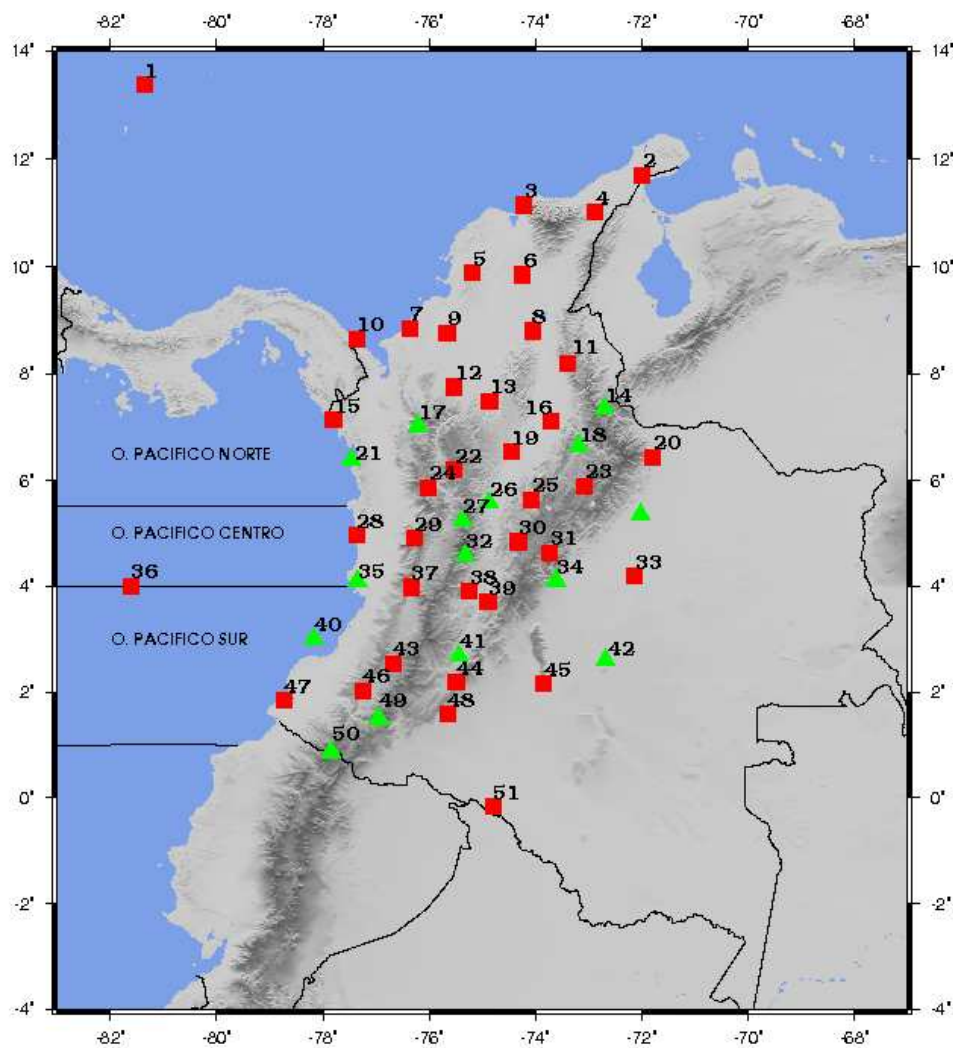 -82° -80° -78° -76° -74° -72° -70° -68°
14° 14°
1
12° 2 12°
3 4
10° 5 6 10°
7 9 8
10
11
8° 12 8°
13 14
15 17 16
18
19 20
21 O. PACIFICO NORTE 22
6° 24 23 6°
26 25
27
28 O. PACIFICO CENTRO 29 30
32 31
36 34 33
4° 35 37 38 4°
39
40
O. PACIFICO SUR 41 42
43
44 45
2° 47 46 2°
49 48
50
0° 51 0°
-2° -2°
-4° -4°
-82° -80° -78° -76° -74° -72° -70° -68°